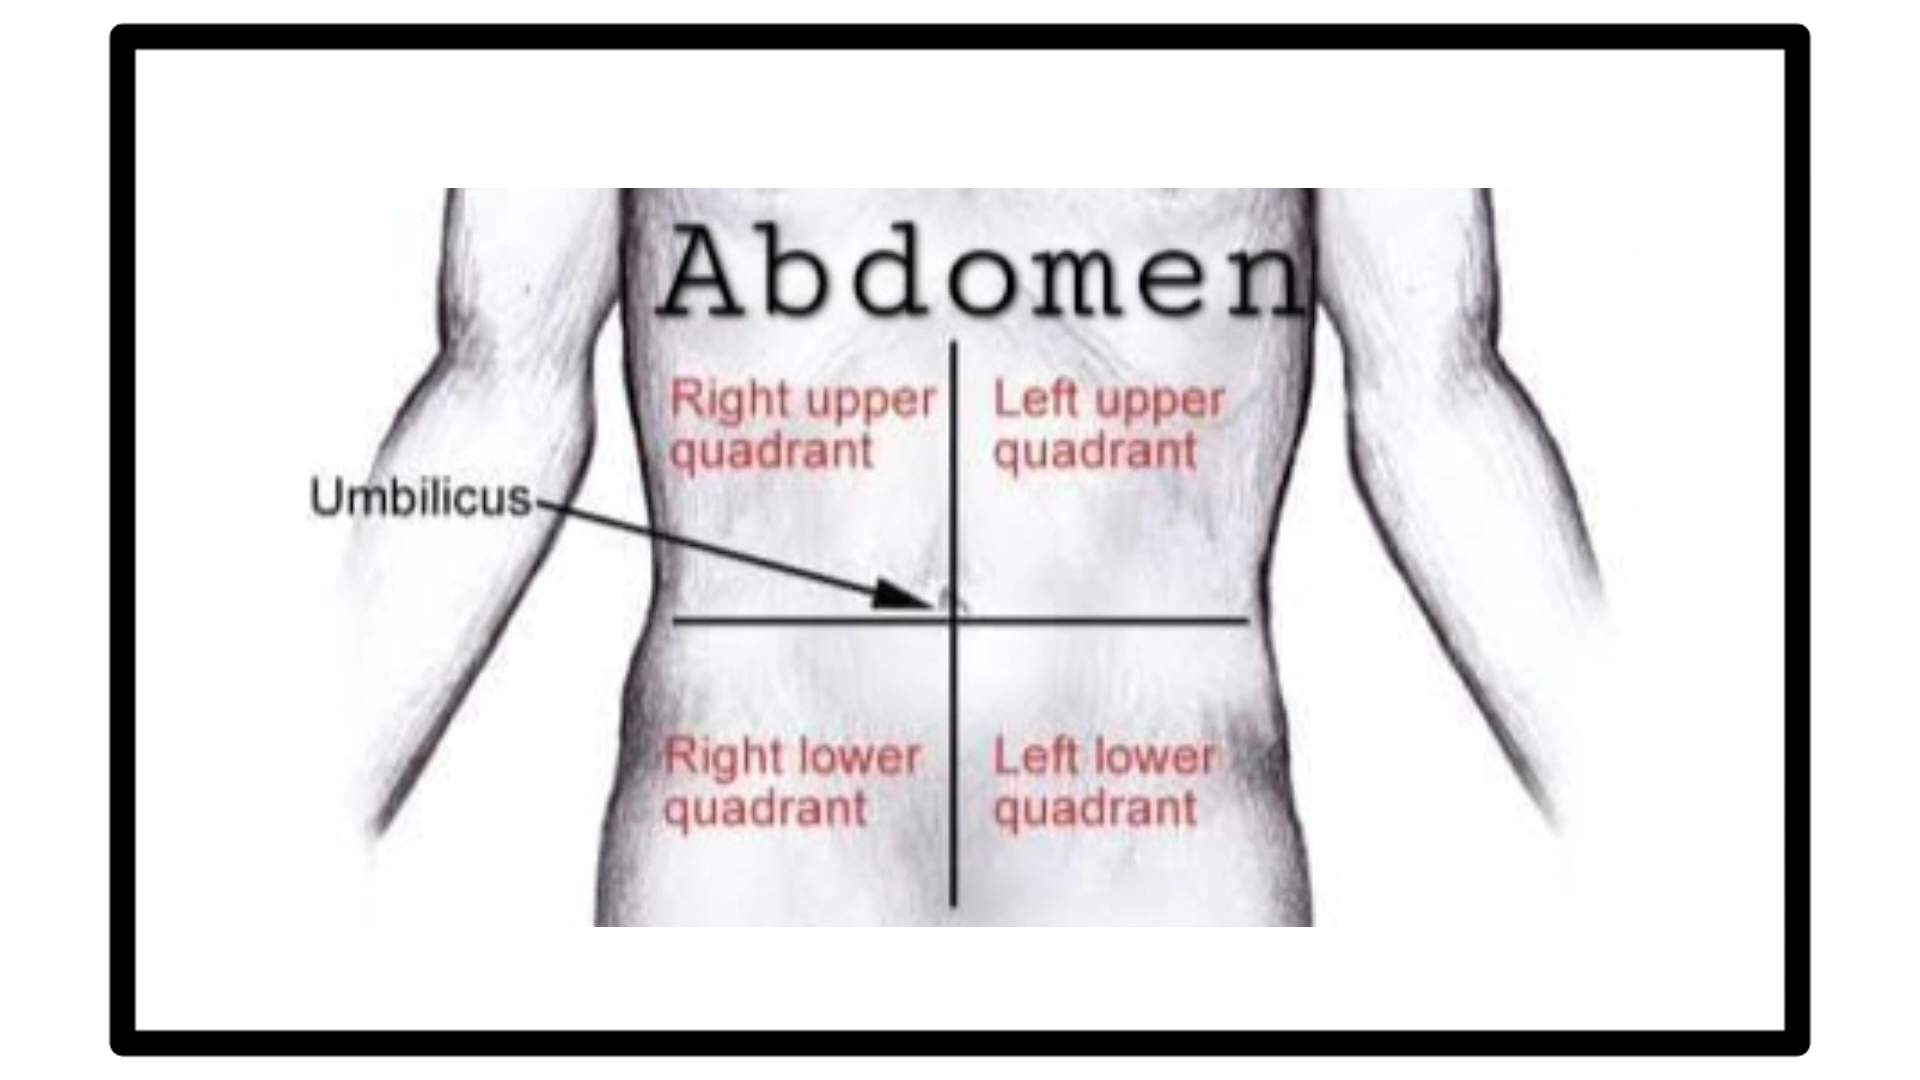 Abdomen
Right upper
quadrant
Left upper
quadrant
Umbilicus
Right lower
quadrant
Left lower
quadrant